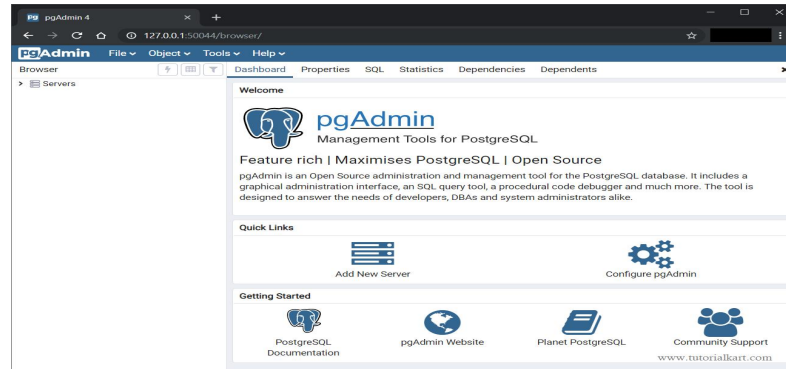 pgAdmin 4
127.0.0.1:50044/browser/
pgAdmin File Object Tools Help
Browser
Dashboard Properties SQL Statistics Dependencies Dependents
Servers
Welcome
pgAdmin
Management Tools for PostgreSQL
Feature rich | Maximises PostgreSQL | Open Source
pgAdmin is an Open Source administration and management tool for the PostgreSQL database. It includes a
graphical administration interface, an SQL query tool, a procedural code debugger and much more. The tool is
designed to answer the needs of developers, DBAs and system administrators alike.
Quick Links
Add New Server
Configure pgAdmin
Getting Started
PostgreSQL
Documentation
pgAdmin Website
Planet PostgreSQL
Community Support
www.tutorialkart.com